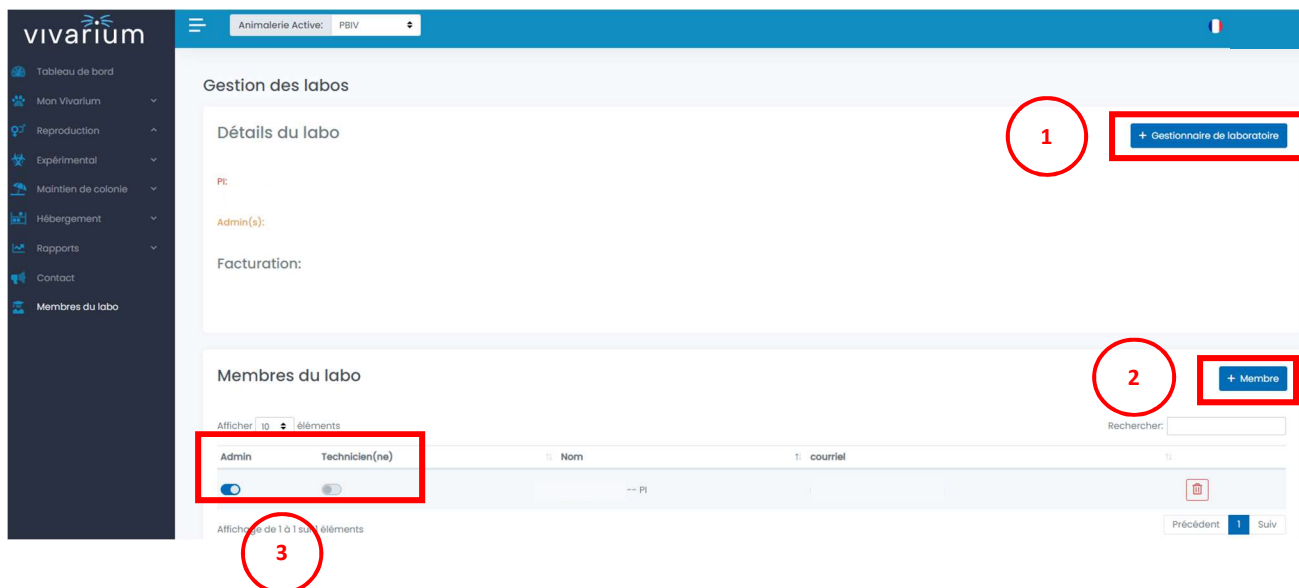 vivarium
Animalerie Active: PBIV
Tableau de bord
Mon Vivarium
Reproduction
Expérimental
Maintien de colonie
Hébergement
Rapports
Contact
Membres du labo
Gestion des labos
Détails du labo
1
+ Gestionnaire de laboratoire
PI:
Admin(s):
Facturation:
Membres du labo
2
+ Membre
Afficher 10 éléments
Rechercher:
Admin Technicien(ne) Nom courriel
-- PI
Affichage de 1 à 1 sur éléments
Précédent 1 Suiv
3